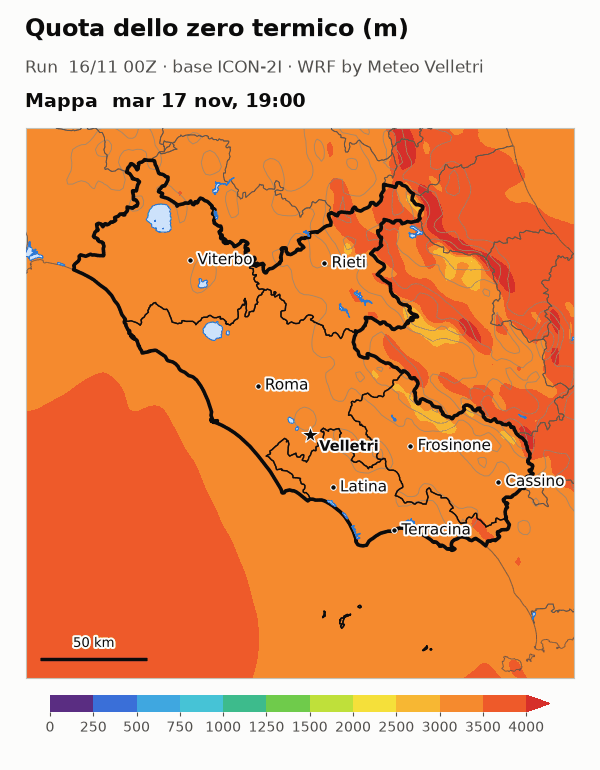 Quota dello zero termico (m)
Run  16/11 00Z · base ICON-2I · WRF by Meteo Velletri
Mappa  mar 17 nov, 19:00
Viterbo
Rieti
Roma
Velletri
Frosinone
Latina
Cassino
Terracina
50 km
0 250 500 750 1000 1250 1500 2000 2500 3000 3500 4000